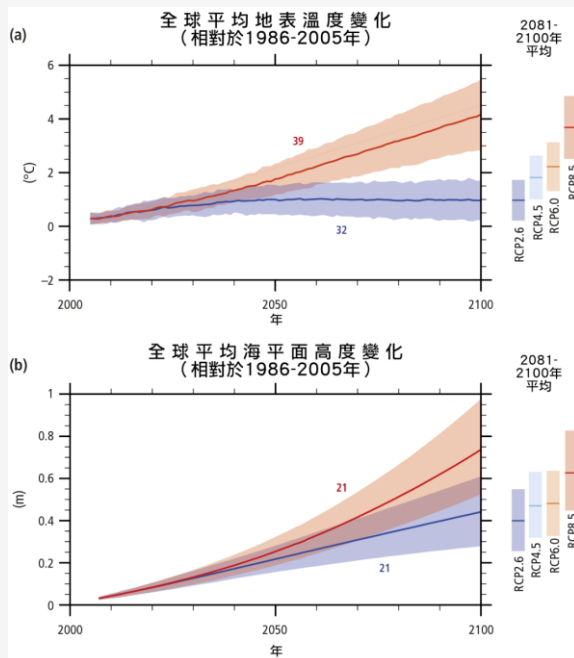 全球平均地表溫度變化
(a)
（相對於1986-2005年）
2081-
2100年
平均
6
4
2
0
−2
(°C)
39
32
2000
2050
2100
年
RCP2.6
RCP4.5
RCP6.0
RCP8.5
全球平均海平面高度變化
(b)
（相對於1986-2005年）
2081-
2100年
平均
1
0.8
0.6
0.4
0.2
0
(m)
21
21
2000
2050
2100
年
RCP2.6
RCP4.5
RCP6.0
RCP8.5